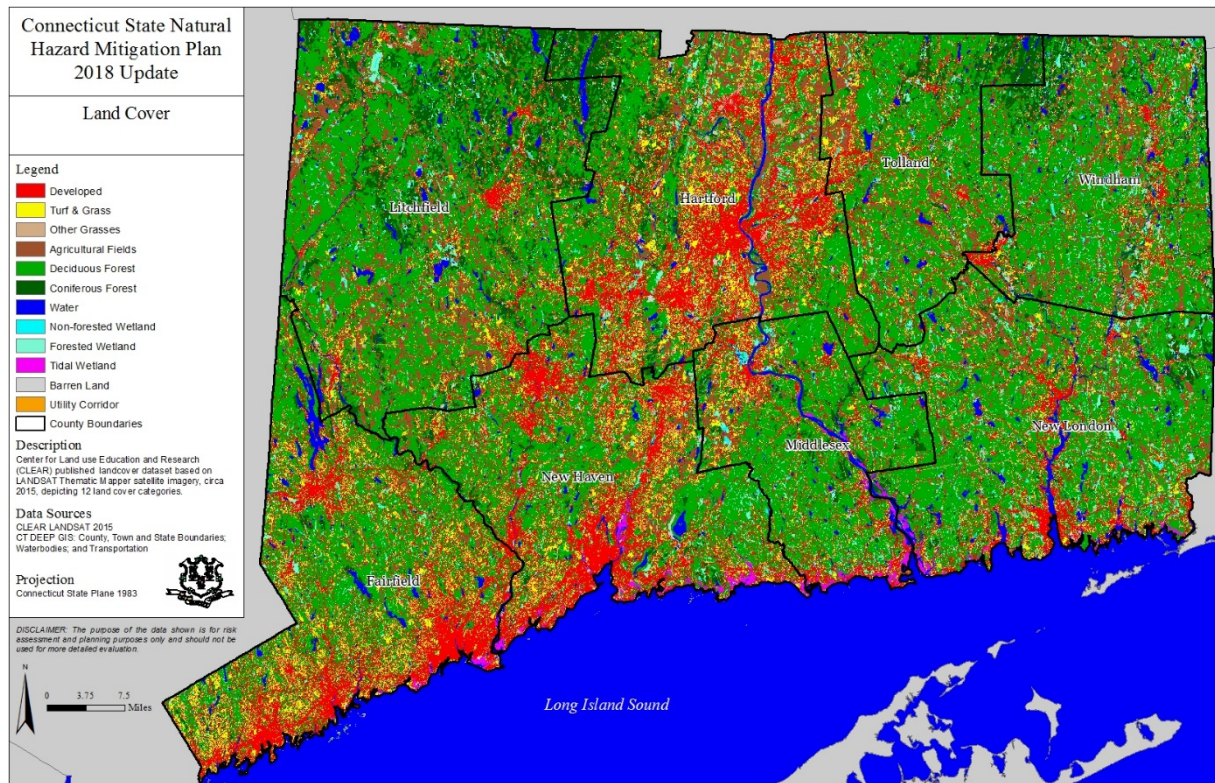 Connecticut State Natural
Hazard Mitigation Plan
2018 Update
Land Cover
Legend
Developed
Turf & Grass
Other Grasses
Agricultural Fields
Deciduous Forest
Coniferous Forest
Water
Non-forested Wetland
Forested Wetland
Tidal Wetland
Barren Land
Utility Corridor
County Boundaries
Description
Center for Land use Education and Research
(CLEAR) published landcover dataset based on
LANDSAT Thematic Mapper satellite imagery, circa
2015, depicting 12 land cover categories.
Data Sources
CLEAR LANDSAT 2015
CT DEEP GIS: County, Town and State Boundaries;
Waterbodies; and Transportation
Projection
Connecticut State Plane 1983
DISCLAIMER: The purpose of the data shown is for risk
assessment and planning purposes only and should not be
used for more detailed evaluation.
N
0 3.75 7.5
Miles
Litchfield
Hartford
Tolland
Windham
New Haven
Middlesex
New London
Fairfield
Long Island Sound